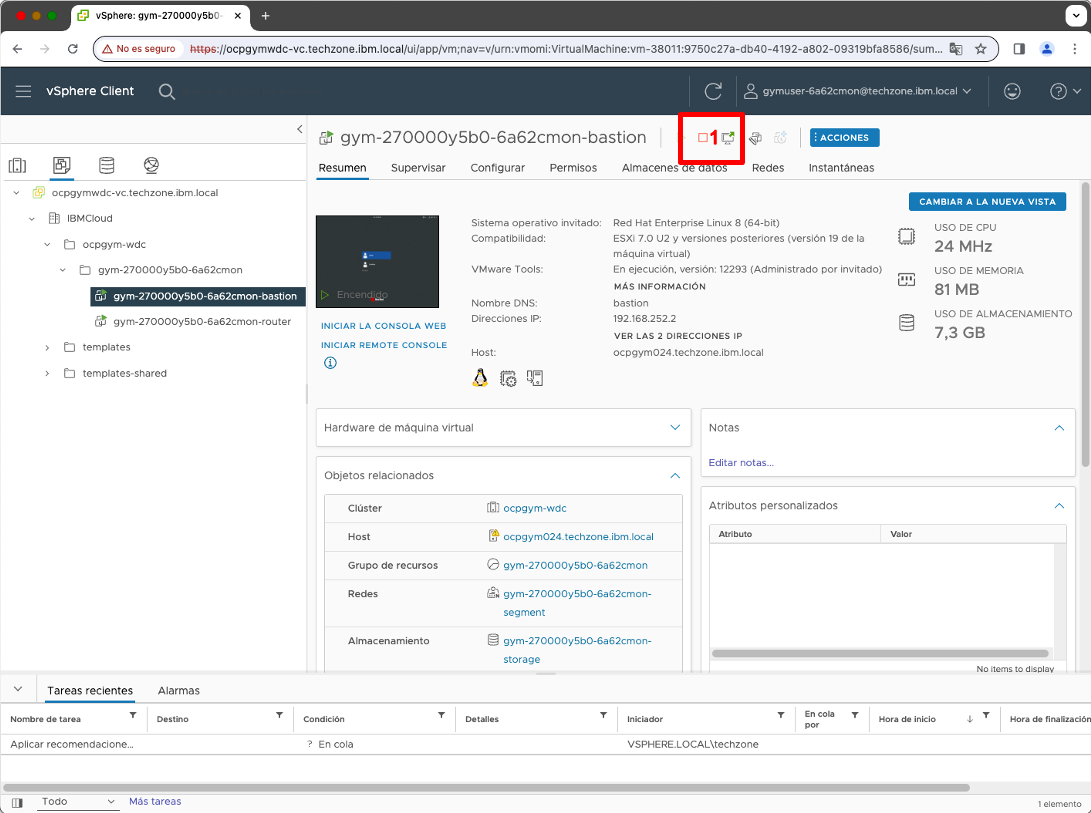 vSphere: gym-270000y5b0-
No es seguro
https://ocpgymwdc-vc.techzone.ibm.local/ui/app/vm;nav=v/urn:vmomi:VirtualMachine:vm-38011:9750c27a-db40-4192-a802-09319bfa8586/sum...
vSphere Client
gymuser-6a62cmon@techzone.ibm.local
gym-270000y5b0-6a62cmon-bastion
1
ACCIONES
Resumen Supervisar Configurar Permisos Almacenes de datos Redes Instantáneas
ocpgymwdc-vc.techzone.ibm.local
IBMCloud
ocpgym-wdc
gym-270000y5b0-6a62cmon
gym-270000y5b0-6a62cmon-bastion
gym-270000y5b0-6a62cmon-router
templates
templates-shared
CAMBIAR A LA NUEVA VISTA
Encendido
INICIAR LA CONSOLA WEB
INICIAR REMOTE CONSOLE
Sistema operativo invitado: Red Hat Enterprise Linux 8 (64-bit)
Compatibilidad: ESXi 7.0 U2 y versiones posteriores (versión 19 de la
máquina virtual)
VMware Tools: En ejecución, versión: 12293 (Administrado por invitado)
MÁS INFORMACIÓN
Nombre DNS: bastion
Direcciones IP: 192.168.252.2
VER LAS 2 DIRECCIONES IP
Host: ocpgym024.techzone.ibm.local
USO DE CPU
24 MHz
USO DE MEMORIA
81 MB
USO DE ALMACENAMIENTO
7,3 GB
Hardware de máquina virtual
Objetos relacionados
Clúster ocpgym-wdc
Host ocpgym024.techzone.ibm.local
Grupo de recursos gym-270000y5b0-6a62cmon
Redes gym-270000y5b0-6a62cmon-
segment
Almacenamiento gym-270000y5b0-6a62cmon-
storage
Notas
Editar notas...
Atributos personalizados
Atributo Valor
No items to display
Tareas recientes Alarmas
Nombre de tarea Destino Condición Detalles Iniciador En cola
por Hora de inicio Hora de finalización
Aplicar recomendacione... ? En cola VSPHERE.LOCAL\techzone
Todo Más tareas
1 elemento